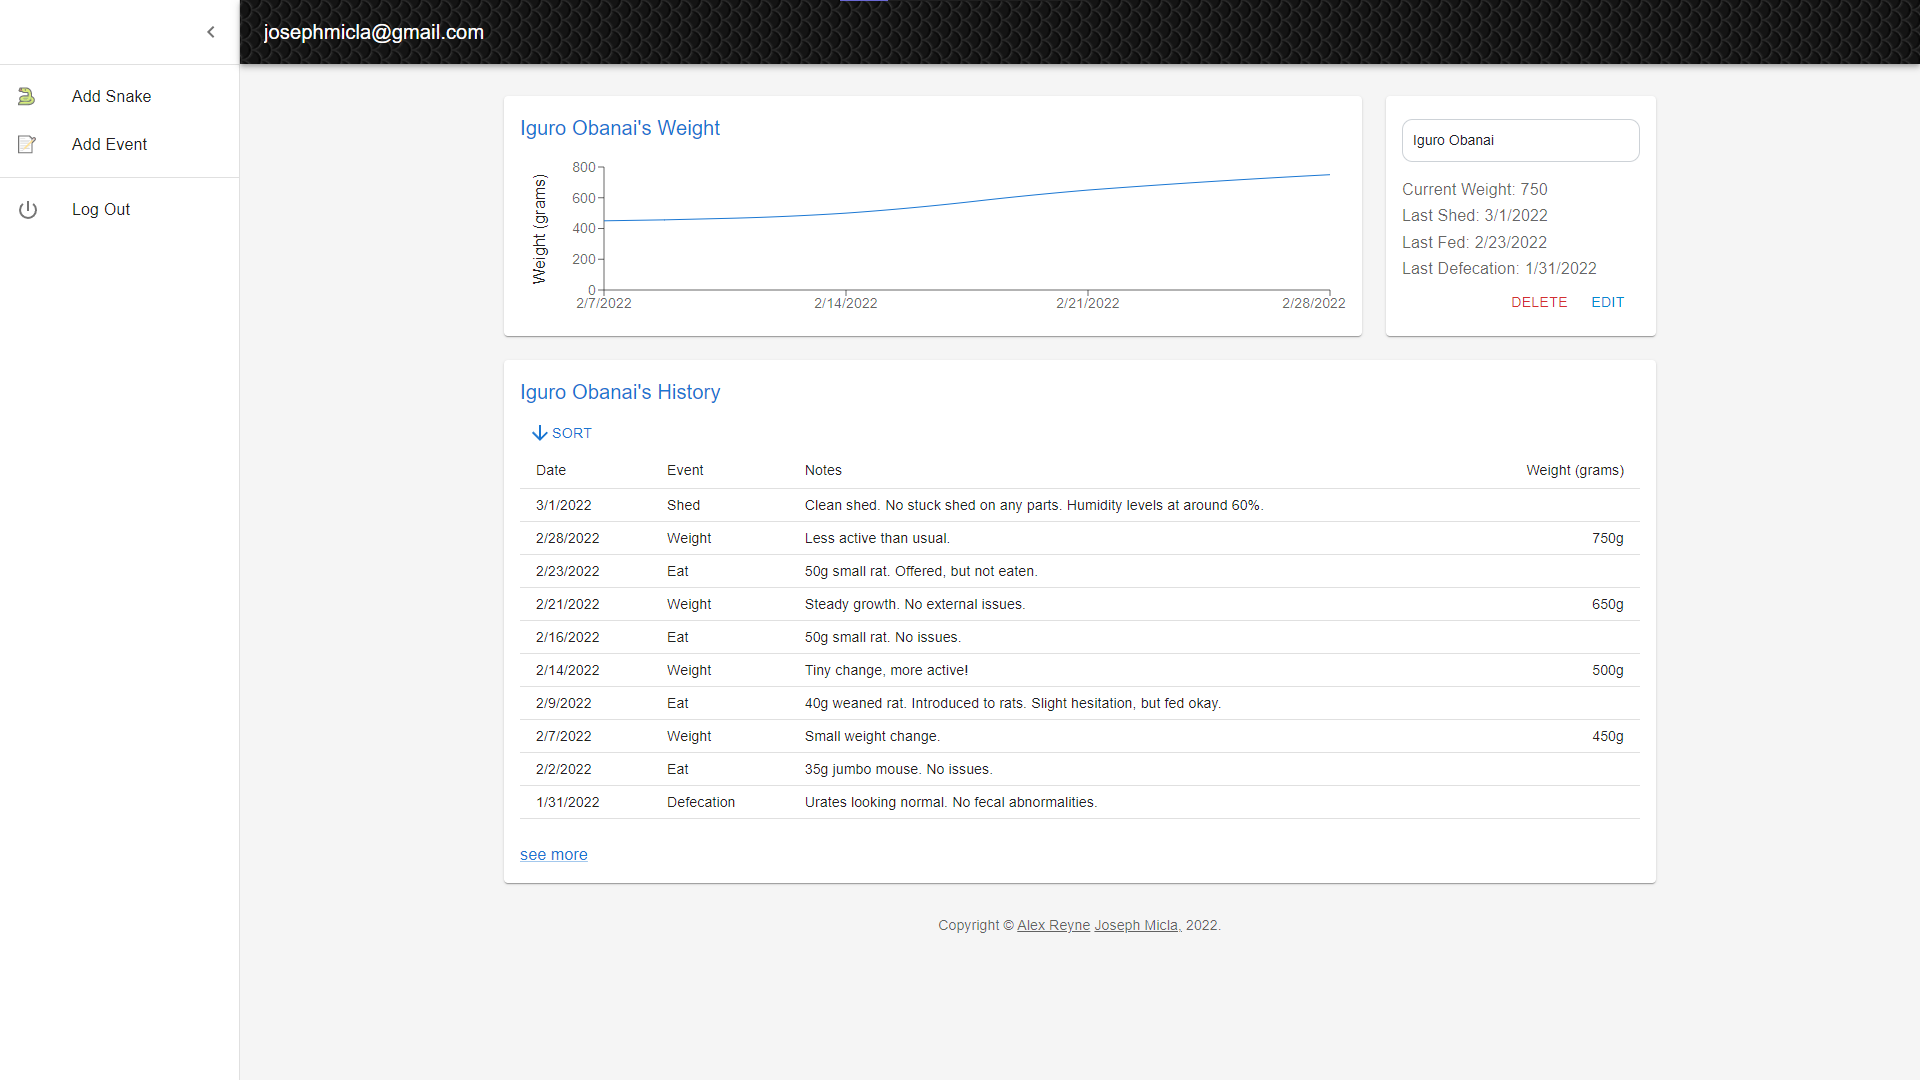 josephmicla@gmail.com
Add Snake
Add Event
Log Out
Iguro Obanai's Weight
Weight (grams)
800
600
400
200
0
2/7/2022 2/14/2022 2/21/2022 2/28/2022
Iguro Obanai
Current Weight: 750
Last Shed: 3/1/2022
Last Fed: 2/23/2022
Last Defecation: 1/31/2022
DELETE EDIT
Iguro Obanai's History
SORT
Date Event Notes Weight (grams)
3/1/2022 Shed Clean shed. No stuck shed on any parts. Humidity levels at around 60%.
2/28/2022 Weight Less active than usual. 750g
2/23/2022 Eat 50g small rat. Offered, but not eaten.
2/21/2022 Weight Steady growth. No external issues. 650g
2/16/2022 Eat 50g small rat. No issues.
2/14/2022 Weight Tiny change, more active! 500g
2/9/2022 Eat 40g weaned rat. Introduced to rats. Slight hesitation, but fed okay.
2/7/2022 Weight Small weight change. 450g
2/2/2022 Eat 35g jumbo mouse. No issues.
1/31/2022 Defecation Urates looking normal. No fecal abnormalities.
see more
Copyright © Alex Reyne Joseph Micla, 2022.